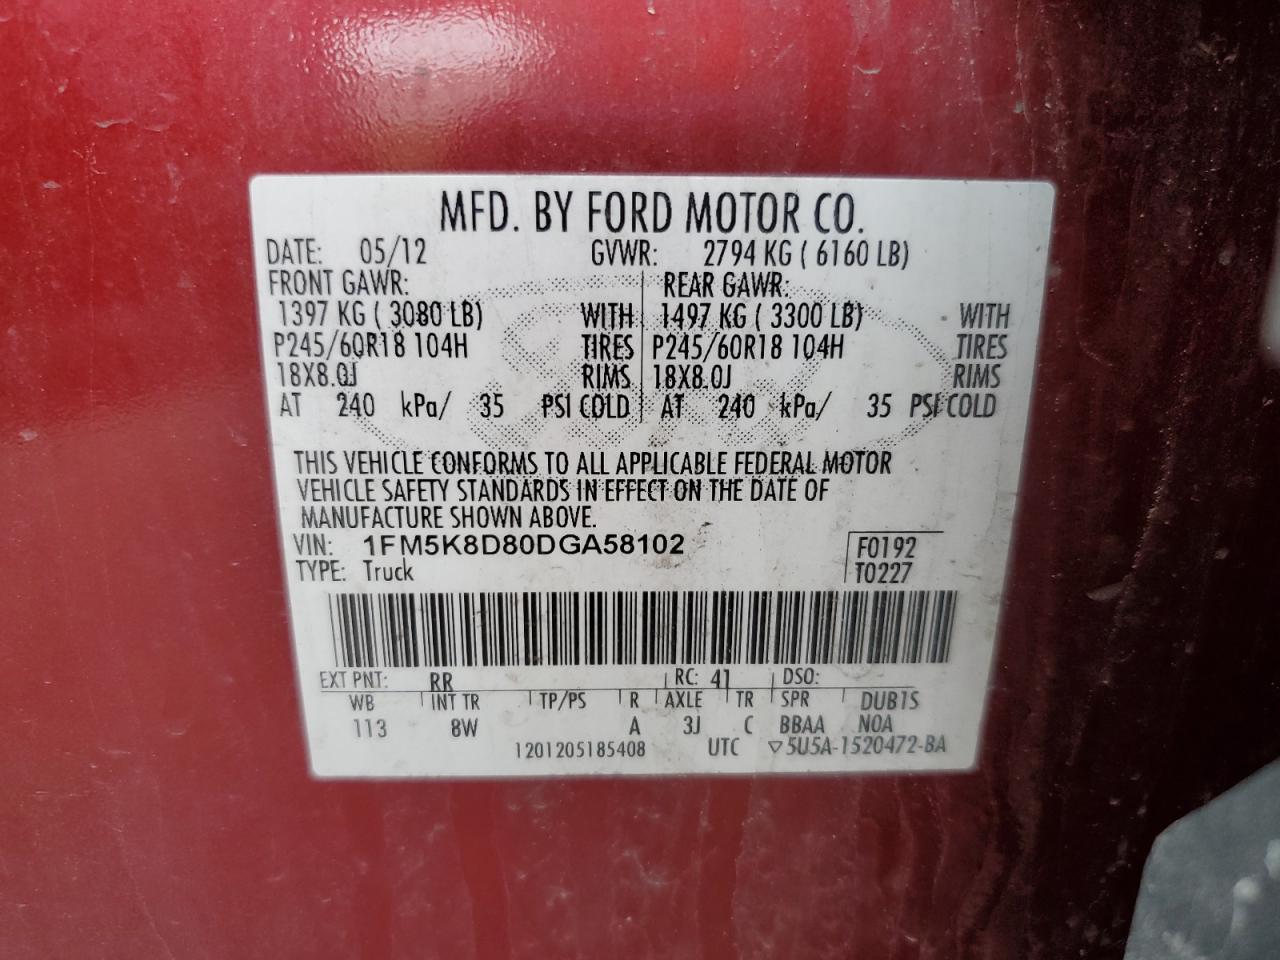 MFD. BY FORD MOTOR CO.
DATE: 05/12 GVWR: 2794 KG ( 6160 LB)
FRONT GAWR: REAR GAWR:
1397 KG ( 3080 LB) WITH 1497 KG ( 3300 LB) WITH
P245/60R18 104H TIRES P245/60R18 104H TIRES
18X8.0J RIMS 18X8.0J RIMS
AT 240 kPa/ 35 PSI COLD AT 240 kPa/ 35 PSI COLD
THIS VEHICLE CONFORMS TO ALL APPLICABLE FEDERAL MOTOR
VEHICLE SAFETY STANDARDS IN EFFECT ON THE DATE OF
MANUFACTURE SHOWN ABOVE.
VIN: 1FM5K8D80DGA58102 F0192
TYPE: Truck T0227
EXT PNT: RR RC: 41 DSO:
WB INT TR TP/PS R AXLE TR SPR DUB1S
113 8W A 3J C BBAA NOA
1201205185408 UTC ▽5U5A-1520472-BA